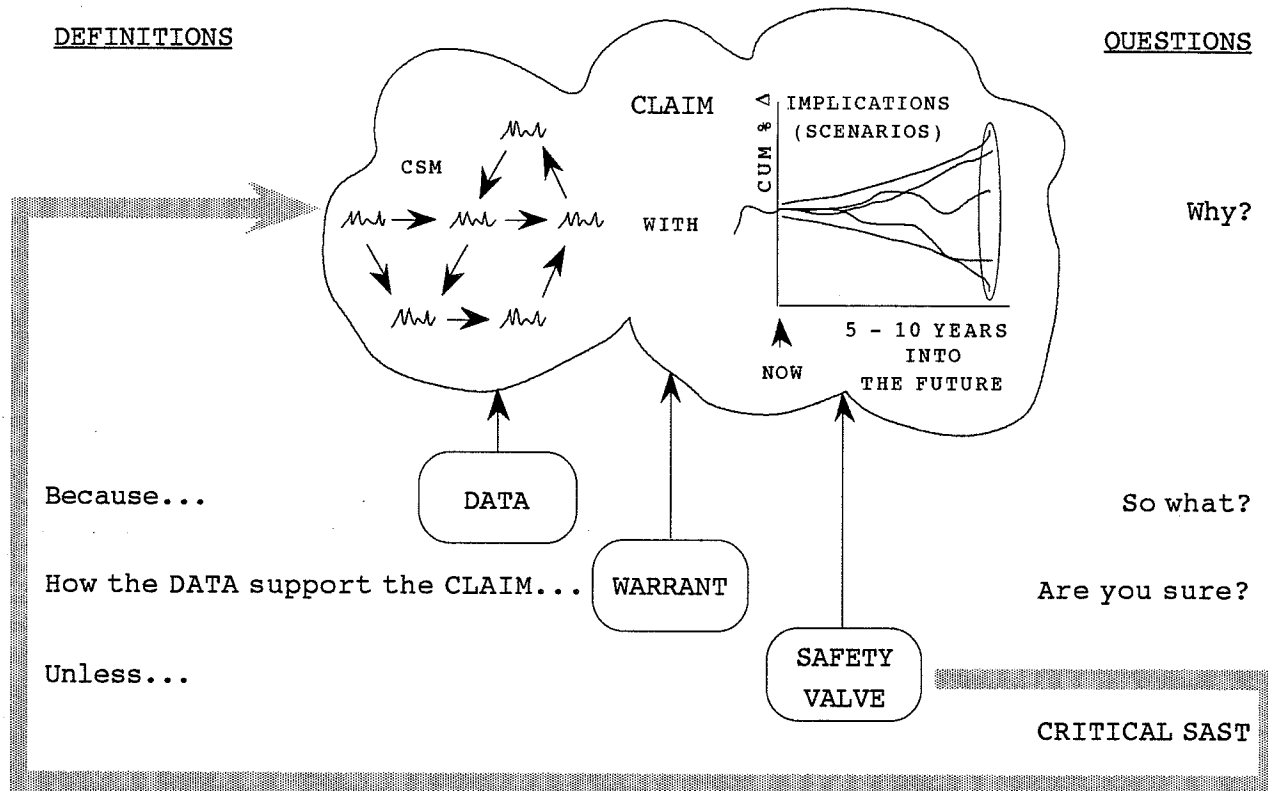 DEFINITIONS
QUESTIONS
CLAIM
CUM % Δ
IMPLICATIONS
(SCENARIOS)
CSM
WITH
Why?
5 - 10 YEARS
INTO
THE FUTURE
NOW
Because...
DATA
So what?
How the DATA support the CLAIM...
WARRANT
Are you sure?
Unless...
SAFETY
VALVE
CRITICAL SAST